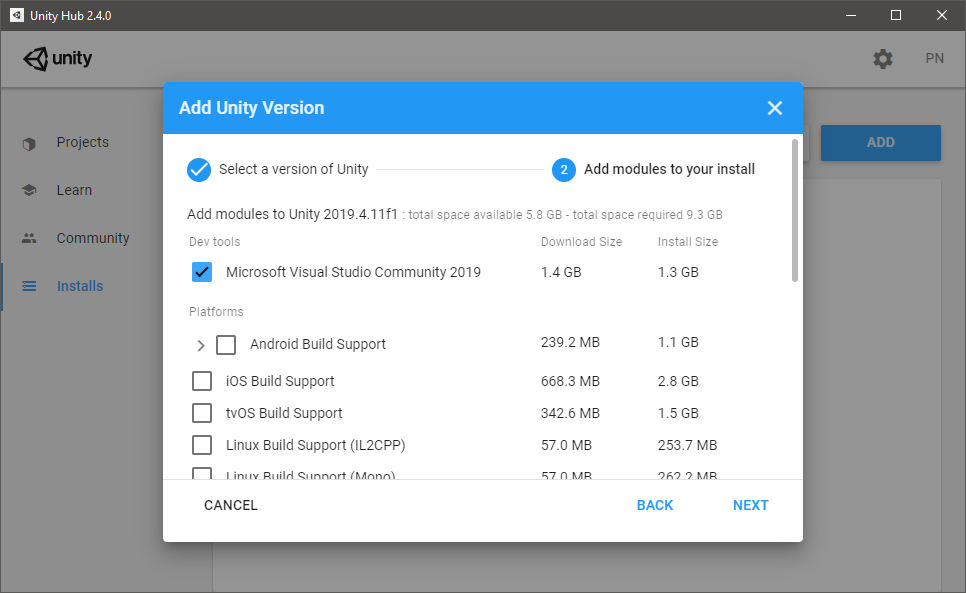 Unity Hub 2.4.0
unity
PN
Add Unity Version
Projects
ADD
Select a version of Unity
2
Add modules to your install
Learn
Add modules to Unity 2019.4.11f1 : total space available 5.8 GB - total space required 9.3 GB
Community
Dev tools Download Size Install Size
Microsoft Visual Studio Community 2019 1.4 GB 1.3 GB
Installs
Platforms
Android Build Support 239.2 MB 1.1 GB
iOS Build Support 668.3 MB 2.8 GB
tvOS Build Support 342.6 MB 1.5 GB
Linux Build Support (IL2CPP) 57.0 MB 253.7 MB
Linux Build Support (Mono) 57.0 MB 262.2 MB
CANCEL BACK NEXT